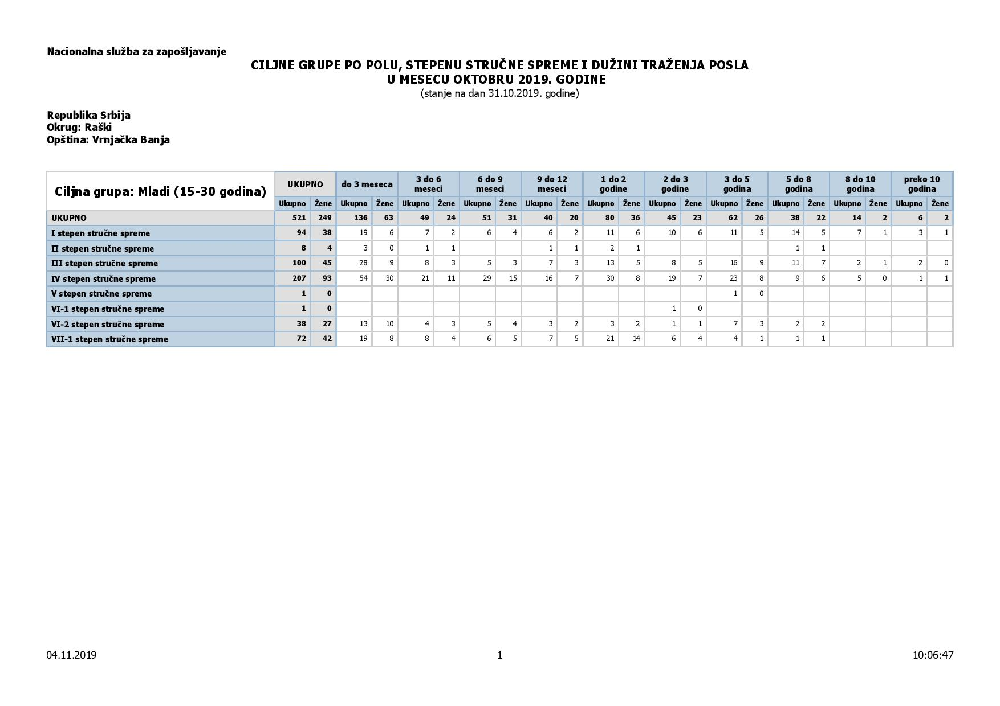 Nacionalna služba za zapošljavanje
CILJNE GRUPE PO POLU, STEPENU STRUČNE SPREME I DUŽINI TRAŽENJA POSLA
U MESECU OKTOBRU 2019. GODINE
(stanje na dan 31.10.2019. godine)
Republika Srbija
Okrug: Raški
Opština: Vrnjačka Banja
Ciljna grupa: Mladi (15-30 godina) UKUPNO do 3 meseca 3 do 6 meseci 6 do 9 meseci 9 do 12 meseci 1 do 2 godine 2 do 3 godine 3 do 5 godina 5 do 8 godina 8 do 10 godina preko 10 godina
Ukupno Žene Ukupno Žene Ukupno Žene Ukupno Žene Ukupno Žene Ukupno Žene Ukupno Žene Ukupno Žene Ukupno Žene Ukupno Žene Ukupno Žene
UKUPNO 521 249 136 63 49 24 51 31 40 20 80 36 45 23 62 26 38 22 14 2 6 2
I stepen stručne spreme 94 38 19 6 7 2 6 4 6 2 11 6 10 6 11 5 14 5 7 1 3 1
II stepen stručne spreme 8 4 3 0 1 1 1 1 2 1 1 1
III stepen stručne spreme 100 45 28 9 8 3 5 3 7 3 13 5 8 5 16 9 11 7 2 1 2 0
IV stepen stručne spreme 207 93 54 30 21 11 29 15 16 7 30 8 19 7 23 8 9 6 5 0 1 1
V stepen stručne spreme 1 0 1 0
VI-1 stepen stručne spreme 1 0 1 0
VI-2 stepen stručne spreme 38 27 13 10 4 3 5 4 3 2 3 2 1 1 7 3 2 2
VII-1 stepen stručne spreme 72 42 19 8 8 4 6 5 7 5 21 14 6 4 4 1 1 1
04.11.2019 1 10:06:47